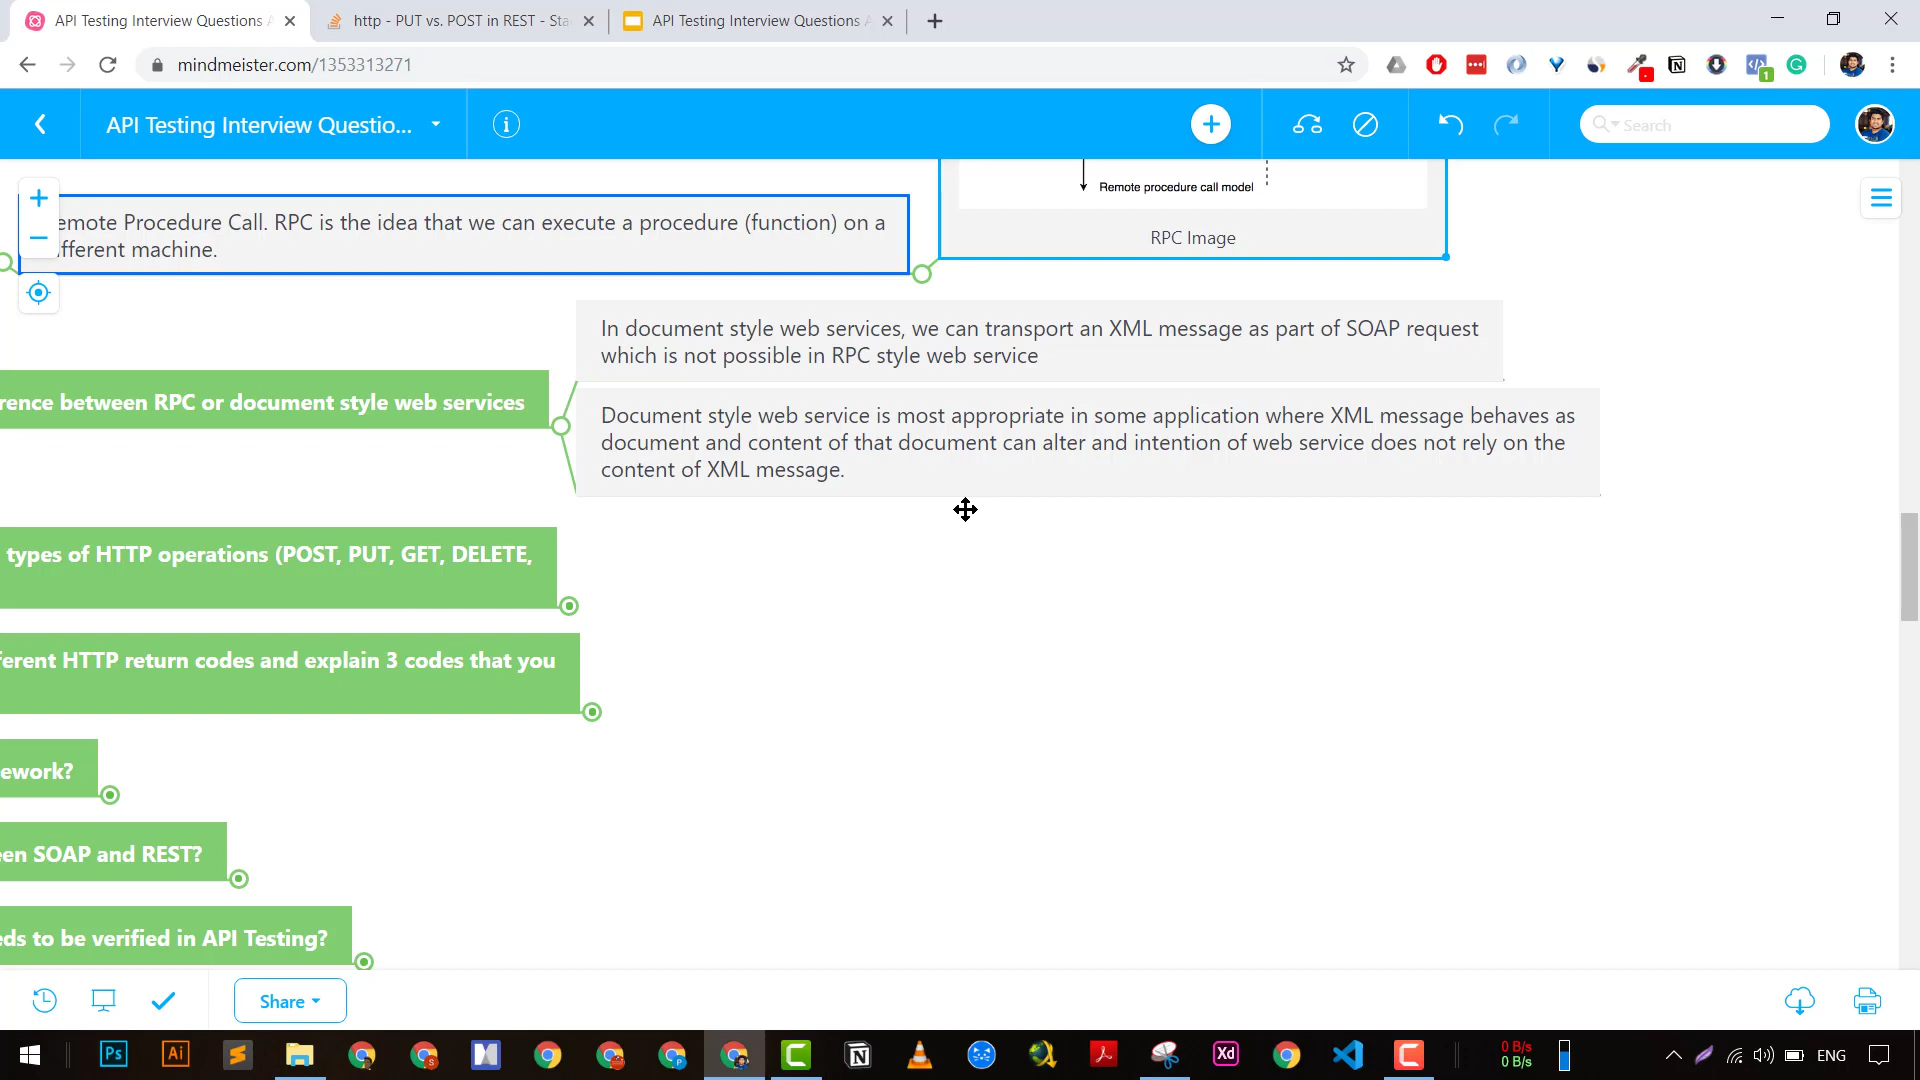 API Testing Interview Questions A
http - PUT vs. POST in REST - Sta
API Testing Interview Questions A
mindmeister.com/1353313271
1
API Testing Interview Questio...
Search
Remote procedure call model
RPC Image
emote Procedure Call. RPC is the idea that we can execute a procedure (function) on a
fferent machine.
In document style web services, we can transport an XML message as part of SOAP request
which is not possible in RPC style web service
rence between RPC or document style web services
Document style web service is most appropriate in some application where XML message behaves as
document and content of that document can alter and intention of web service does not rely on the
content of XML message.
types of HTTP operations (POST, PUT, GET, DELETE,
ferent HTTP return codes and explain 3 codes that you
ework?
een SOAP and REST?
eds to be verified in API Testing?
Share
Ps
Ai
Xd
0 B/s
0 B/s
ENG